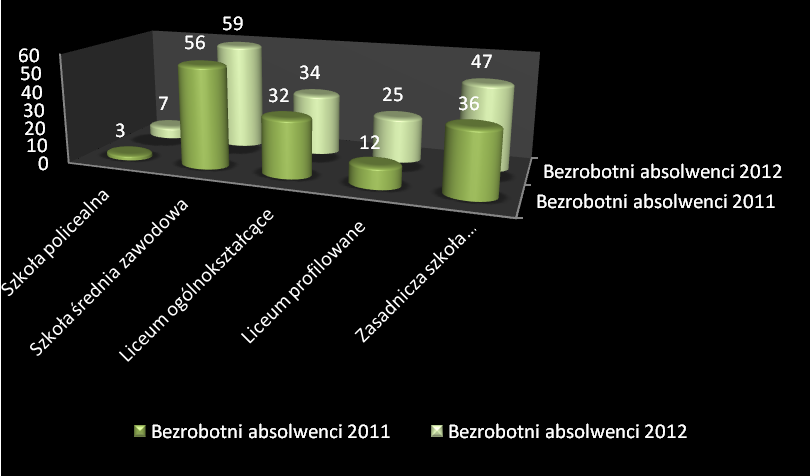 59
56
47
60
50
40
30
20
10
0
34
32
25
36
7
3
12
Bezrobotni absolwenci 2012
Bezrobotni absolwenci 2011
Szkoła policealna
Szkoła średnia zawodowa
Liceum ogólnokształcące
Liceum profilowane
Zasadnicza szkoła...
Bezrobotni absolwenci 2011
Bezrobotni absolwenci 2012